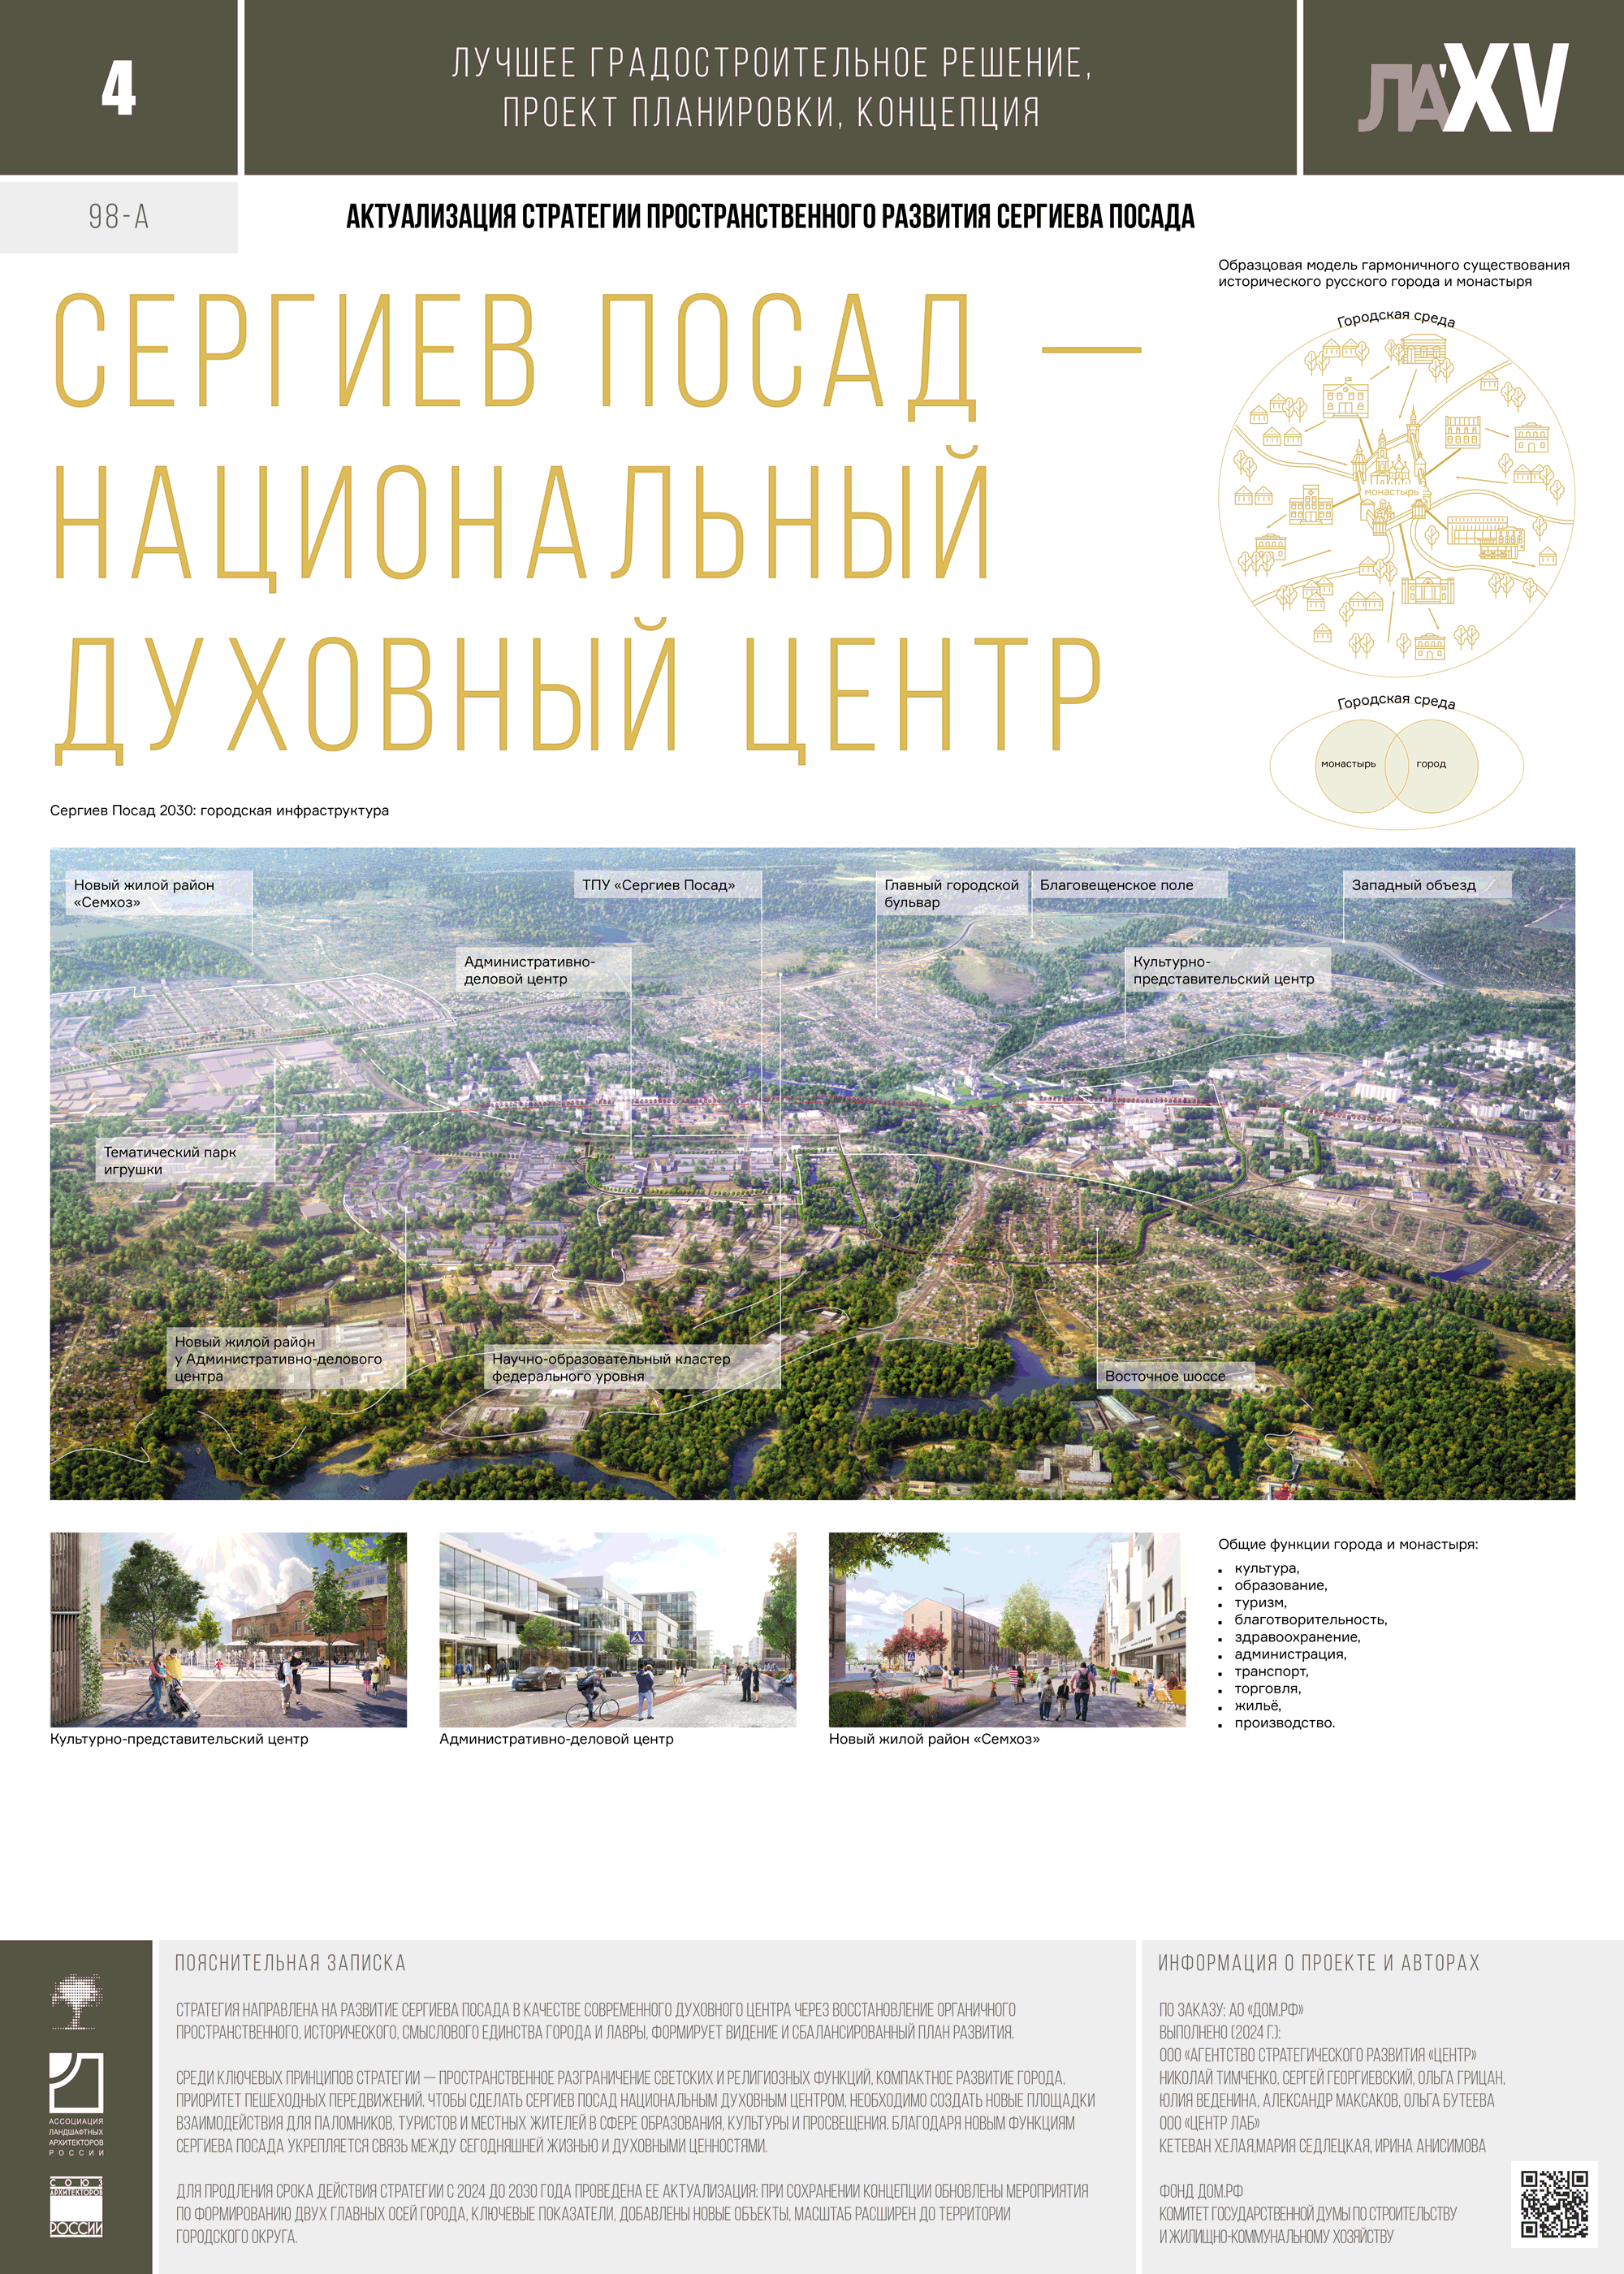 4
ЛУЧШЕЕ ГРАДОСТРОИТЕЛЬНОЕ РЕШЕНИЕ,
ПРОЕКТ ПЛАНИРОВКИ, КОНЦЕПЦИЯ
ЛА'XV
98-А
АКТУАЛИЗАЦИЯ СТРАТЕГИИ ПРОСТРАНСТВЕННОГО РАЗВИТИЯ СЕРГИЕВА ПОСАДА
СЕРГИЕВ ПОСАД —
НАЦИОНАЛЬНЫЙ
ДУХОВНЫЙ ЦЕНТР
Образцовая модель гармоничного существования
исторического русского города и монастыря
Городская среда
монастырь
Городская среда
монастырь
город
Сергиев Посад 2030: городская инфраструктура
Новый жилой район
«Семхоз»
ТПУ «Сергиев Посад»
Главный городской
бульвар
Благовещенское поле
Западный объезд
Административно-
деловой центр
Культурно-
представительский центр
Тематический парк
игрушки
Новый жилой район
у Административно-делового
центра
Научно-образовательный кластер
федерального уровня
Восточное шоссе
Культурно-представительский центр
Административно-деловой центр
Новый жилой район «Семхоз»
Общие функции города и монастыря:
▪ культура,
▪ образование,
▪ туризм,
▪ благотворительность,
▪ здравоохранение,
▪ администрация,
▪ транспорт,
▪ торговля,
▪ жильё,
▪ производство.
АССОЦИАЦИЯ
ЛАНДШАФТНЫХ
АРХИТЕКТОРОВ
РОССИИ
СОЮЗ
АРХИТЕКТОРОВ
РОССИИ
ПОЯСНИТЕЛЬНАЯ ЗАПИСКА
СТРАТЕГИЯ НАПРАВЛЕНА НА РАЗВИТИЕ СЕРГИЕВА ПОСАДА В КАЧЕСТВЕ СОВРЕМЕННОГО ДУХОВНОГО ЦЕНТРА ЧЕРЕЗ ВОССТАНОВЛЕНИЕ ОРГАНИЧНОГО
ПРОСТРАНСТВЕННОГО, ИСТОРИЧЕСКОГО, СМЫСЛОВОГО ЕДИНСТВА ГОРОДА И ЛАВРЫ, ФОРМИРУЕТ ВИДЕНИЕ И СБАЛАНСИРОВАННЫЙ ПЛАН РАЗВИТИЯ.
СРЕДИ КЛЮЧЕВЫХ ПРИНЦИПОВ СТРАТЕГИИ — ПРОСТРАНСТВЕННОЕ РАЗГРАНИЧЕНИЕ СВЕТСКИХ И РЕЛИГИОЗНЫХ ФУНКЦИЙ, КОМПАКТНОЕ РАЗВИТИЕ ГОРОДА,
ПРИОРИТЕТ ПЕШЕХОДНЫХ ПЕРЕДВИЖЕНИЙ. ЧТОБЫ СДЕЛАТЬ СЕРГИЕВ ПОСАД НАЦИОНАЛЬНЫМ ДУХОВНЫМ ЦЕНТРОМ, НЕОБХОДИМО СОЗДАТЬ НОВЫЕ ПЛОЩАДКИ
ВЗАИМОДЕЙСТВИЯ ДЛЯ ПАЛОМНИКОВ, ТУРИСТОВ И МЕСТНЫХ ЖИТЕЛЕЙ В СФЕРЕ ОБРАЗОВАНИЯ, КУЛЬТУРЫ И ПРОСВЕЩЕНИЯ. БЛАГОДАРЯ НОВЫМ ФУНКЦИЯМ
СЕРГИЕВА ПОСАДА УКРЕПЛЯЕТСЯ СВЯЗЬ МЕЖДУ СЕГОДНЯШНЕЙ ЖИЗНЬЮ И ДУХОВНЫМИ ЦЕННОСТЯМИ.
ДЛЯ ПРОДЛЕНИЯ СРОКА ДЕЙСТВИЯ СТРАТЕГИИ С 2024 ДО 2030 ГОДА ПРОВЕДЕНА ЕЕ АКТУАЛИЗАЦИЯ: ПРИ СОХРАНЕНИИ КОНЦЕПЦИИ ОБНОВЛЕНЫ МЕРОПРИЯТИЯ
ПО ФОРМИРОВАНИЮ ДВУХ ГЛАВНЫХ ОСЕЙ ГОРОДА, КЛЮЧЕВЫЕ ПОКАЗАТЕЛИ, ДОБАВЛЕНЫ НОВЫЕ ОБЪЕКТЫ, МАСШТАБ РАСШИРЕН ДО ТЕРРИТОРИИ
ГОРОДСКОГО ОКРУГА.
ИНФОРМАЦИЯ О ПРОЕКТЕ И АВТОРАХ
ПО ЗАКАЗУ: АО «ДОМ.РФ»
ВЫПОЛНЕНО (2024 Г.):
ООО «АГЕНТСТВО СТРАТЕГИЧЕСКОГО РАЗВИТИЯ «ЦЕНТР»
НИКОЛАЙ ТИМЧЕНКО, СЕРГЕЙ ГЕОРГИЕВСКИЙ, ОЛЬГА ГРИЦАН,
ЮЛИЯ ВЕДЕНИНА, АЛЕКСАНДР МАКСАКОВ, ОЛЬГА БУТЕЕВА
ООО «ЦЕНТР ЛАБ»
КЕТЕВАН ХЕЛАЯ,МАРИЯ СЕДЛЕЦКАЯ, ИРИНА АНИСИМОВА
ФОНД ДОМ.РФ
КОМИТЕТ ГОСУДАРСТВЕННОЙ ДУМЫ ПО СТРОИТЕЛЬСТВУ
И ЖИЛИЩНО-КОММУНАЛЬНОМУ ХОЗЯЙСТВУ